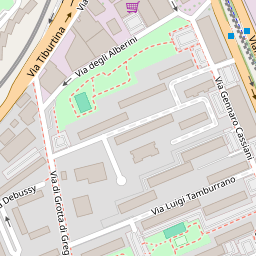 Via Tiburtina
Via degli Alberini
Via Gennaro Cassiani
Via Luigi Tamburrano
Via di Grotta di Greg
a Debussy